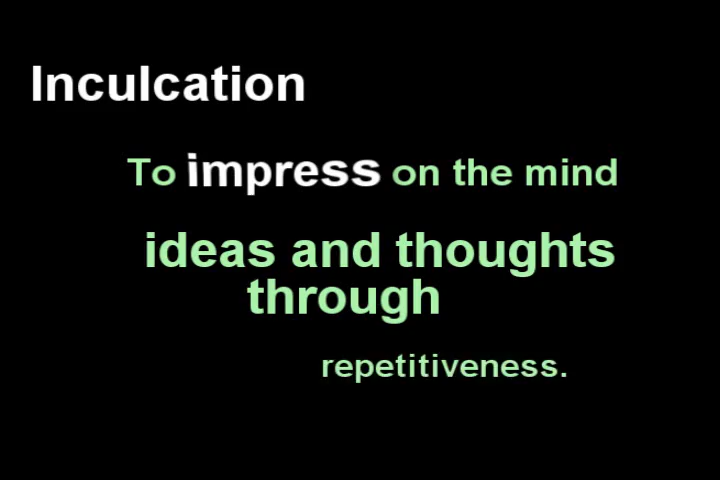 Inculcation
To impress on the mind
ideas and thoughts
through
repetitiveness.